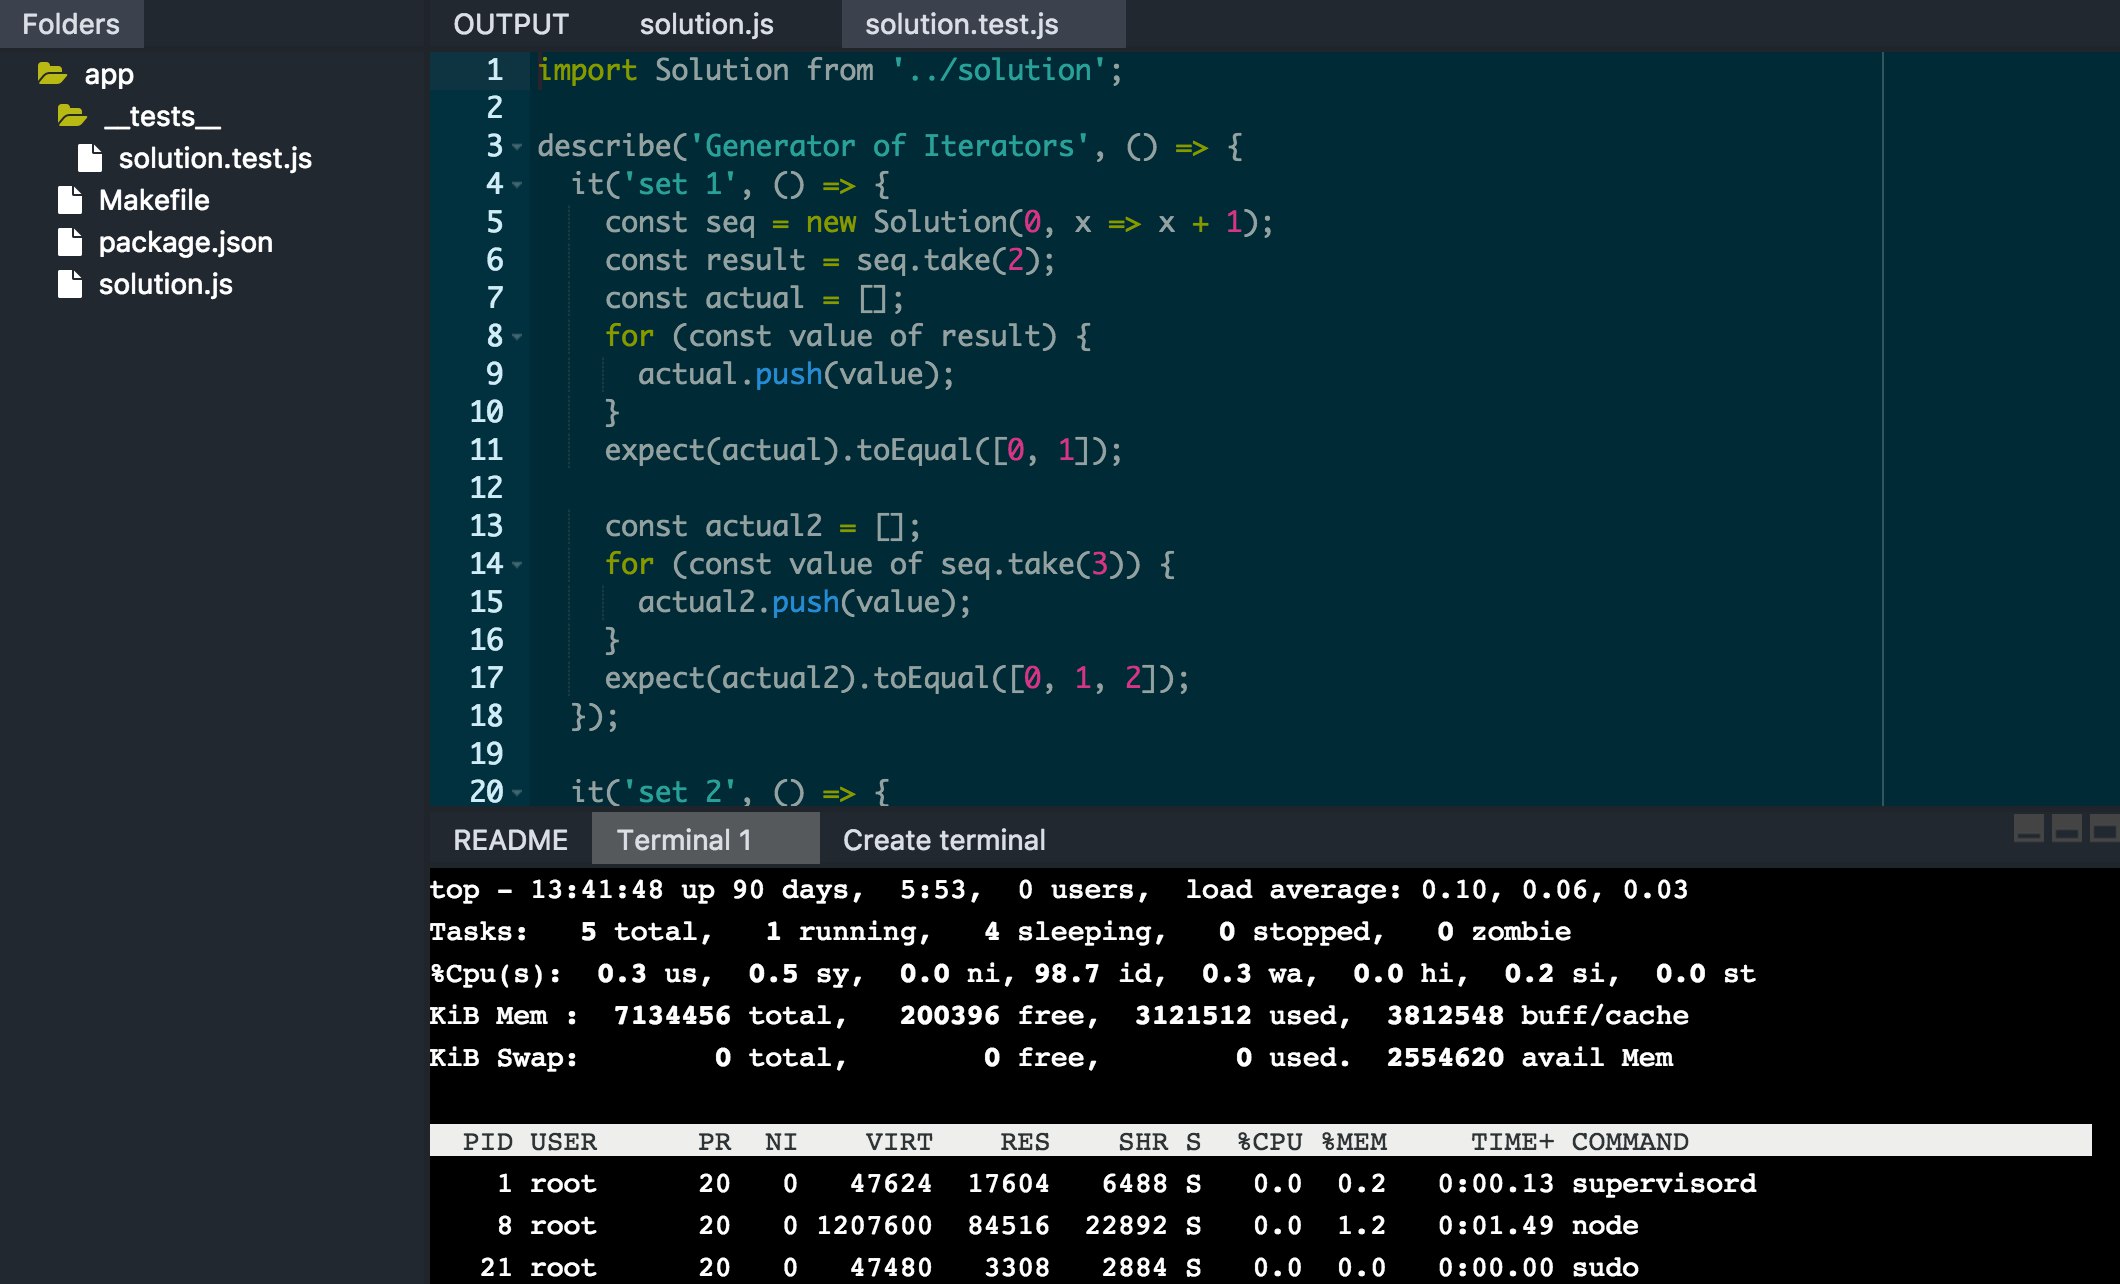 Folders
app
__tests__
solution.test.js
Makefile
package.json
solution.js
OUTPUT solution.js solution.test.js
1 import Solution from '../solution';
2
3 describe('Generator of Iterators', () => {
4 it('set 1', () => {
5 const seq = new Solution(0, x => x + 1);
6 const result = seq.take(2);
7 const actual = [];
8 for (const value of result) {
9 actual.push(value);
10 }
11 expect(actual).toEqual([0, 1]);
12
13 const actual2 = [];
14 for (const value of seq.take(3)) {
15 actual2.push(value);
16 }
17 expect(actual2).toEqual([0, 1, 2]);
18 });
19
20 it('set 2', () => {
README Terminal 1 Create terminal
top - 13:41:48 up 90 days, 5:53, 0 users, load average: 0.10, 0.06, 0.03
Tasks: 5 total, 1 running, 4 sleeping, 0 stopped, 0 zombie
%Cpu(s): 0.3 us, 0.5 sy, 0.0 ni, 98.7 id, 0.3 wa, 0.0 hi, 0.2 si, 0.0 st
KiB Mem : 7134456 total, 200396 free, 3121512 used, 3812548 buff/cache
KiB Swap: 0 total, 0 free, 0 used. 2554620 avail Mem
PID USER PR NI VIRT RES SHR S %CPU %MEM TIME+ COMMAND
1 root 20 0 47624 17604 6488 S 0.0 0.2 0:00.13 supervisord
8 root 20 0 1207600 84516 22892 S 0.0 1.2 0:01.49 node
21 root 20 0 47480 3308 2884 S 0.0 0.0 0:00.00 sudo